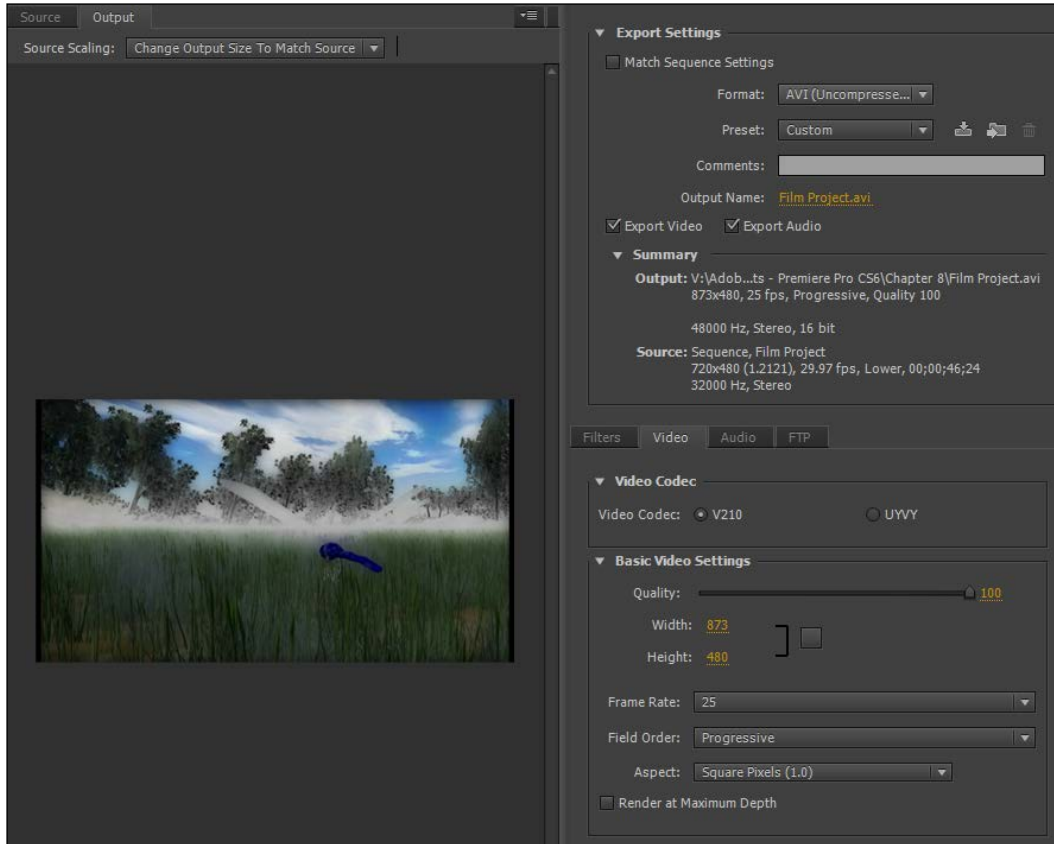 Source
Output
Source Scaling: Change Output Size To Match Source
Export Settings
Match Sequence Settings
Format: AVI (Uncompresse...
Preset: Custom
Comments:
Output Name: Film Project.avi
Export Video Export Audio
Summary
Output: V:\Adob...ts - Premiere Pro CS6\Chapter 8\Film Project.avi
873x480, 25 fps, Progressive, Quality 100
48000 Hz, Stereo, 16 bit
Source: Sequence, Film Project
720x480 (1.2121), 29.97 fps, Lower, 00;00;46;24
32000 Hz, Stereo
Filters Video Audio FTP
Video Codec
Video Codec: V210 UYVY
Basic Video Settings
Quality: 100
Width: 873
Height: 480
Frame Rate: 25
Field Order: Progressive
Aspect: Square Pixels (1.0)
Render at Maximum Depth